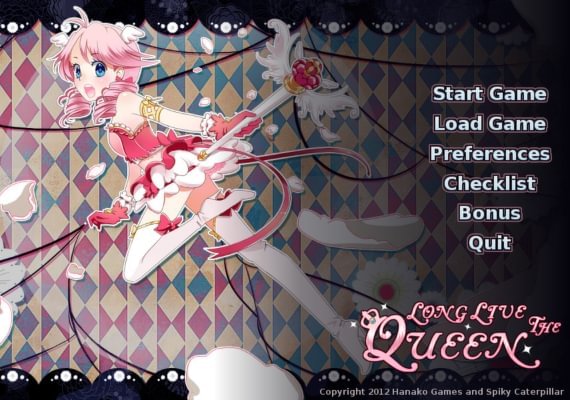 Start Game
Load Game
Preferences
Checklist
Bonus
Quit
LONG LIVE THE
QUEEN
Copyright 2012 Hanako Games and Spiky Caterpillar